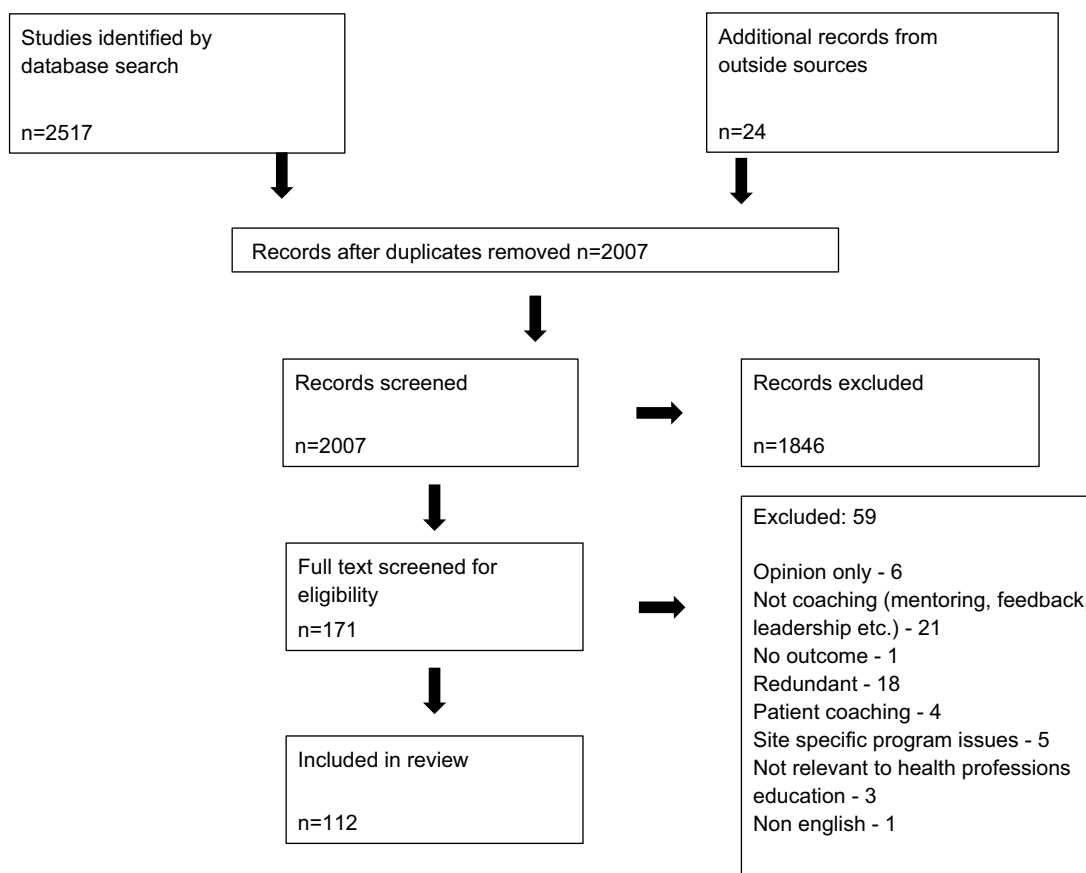 Studies identified by
database search
n=2517
Additional records from
outside sources
n=24
Records after duplicates removed n=2007
Records screened
n=2007
Records excluded
n=1846
Full text screened for
eligibility
n=171
Excluded: 59
Opinion only - 6
Not coaching (mentoring, feedback,
leadership etc.) - 21
No outcome - 1
Redundant - 18
Patient coaching - 4
Site specific program issues - 5
Not relevant to health professions
education - 3
Non english - 1
Included in review
n=112